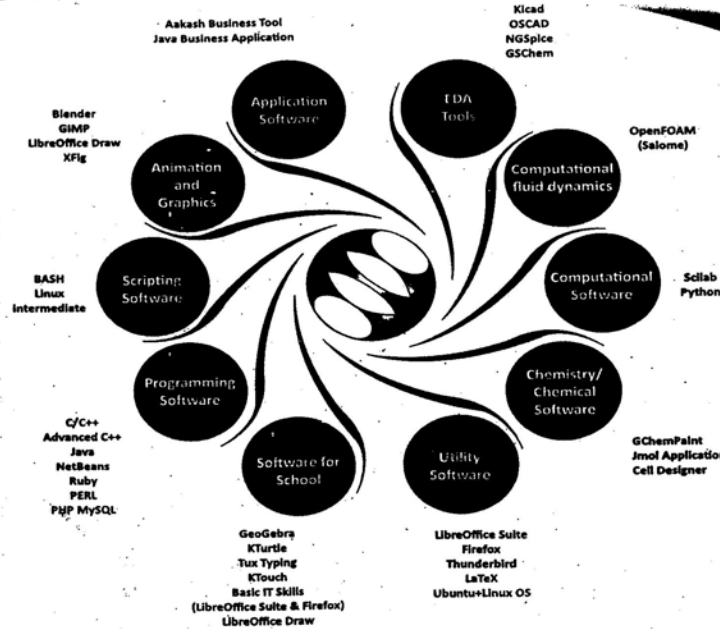 Aakash Business Tool
Java Business Application
Application
Software
Kicad
OSCAD
NGSpice
GSChem
EDA
Tools
OpenFOAM
(Salome)
Computational
fluid dynamics
Scilab
Python
Computational
Software
Chemistry/
Chemical
Software
GChemPaint
Jmol Application
Cell Designer
Utility
Software
LibreOffice Suite
Firefox
Thunderbird
LaTeX
Ubuntu+Linux OS
Software for
School
GeoGebra
KTurtle
Tux Typing
KTouch
Basic IT Skills
(LibreOffice Suite & Firefox)
LibreOffice Draw
Programming
Software
C/C++
Advanced C++
Java
NetBeans
Ruby
PERL
PHP MySQL
Scripting
Software
BASH
Linux
Intermediate
Animation
and
Graphics
Blender
GIMP
LibreOffice Draw
XFig